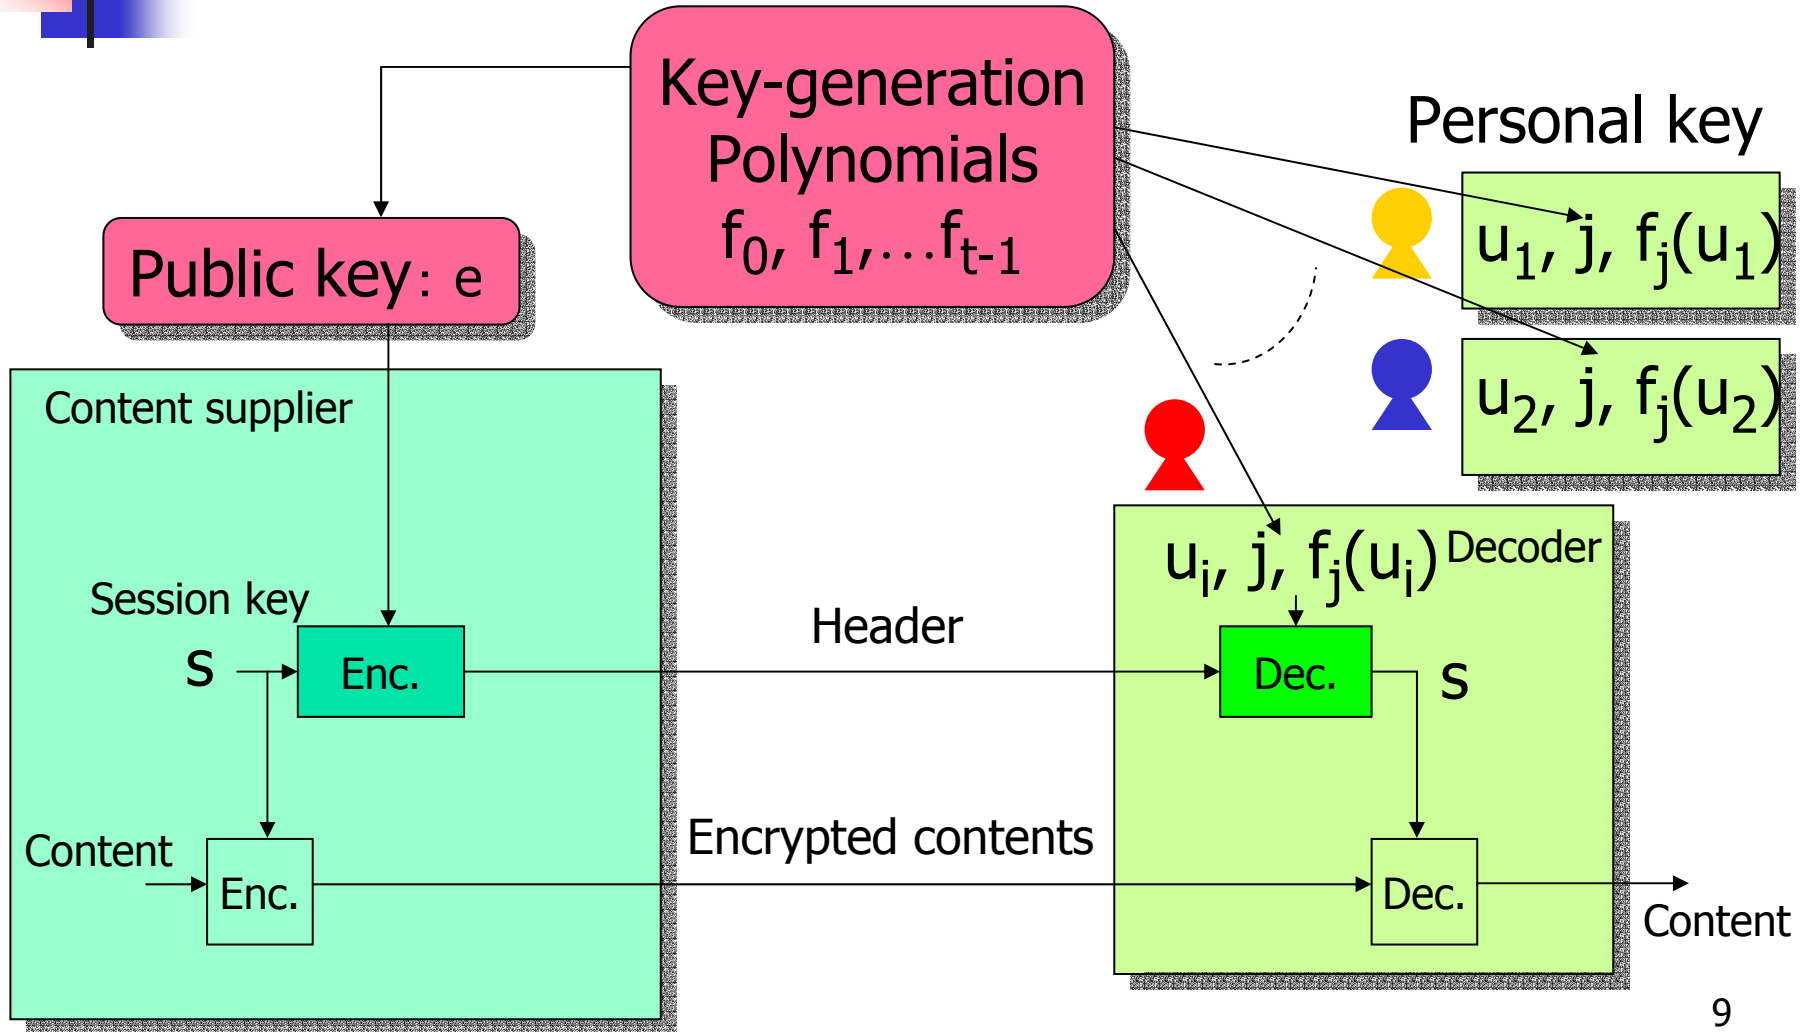 Key-generation
Polynomials
f₀, f₁,…fₜ₋₁
Personal key
u₁, j, fⱼ(u₁)
u₂, j, fⱼ(u₂)
Public key: e
Content supplier
Session key
s
Enc.
Header
uᵢ, j, fⱼ(uᵢ)
Decoder
Dec.
s
Content
Enc.
Encrypted contents
Dec.
Content
9